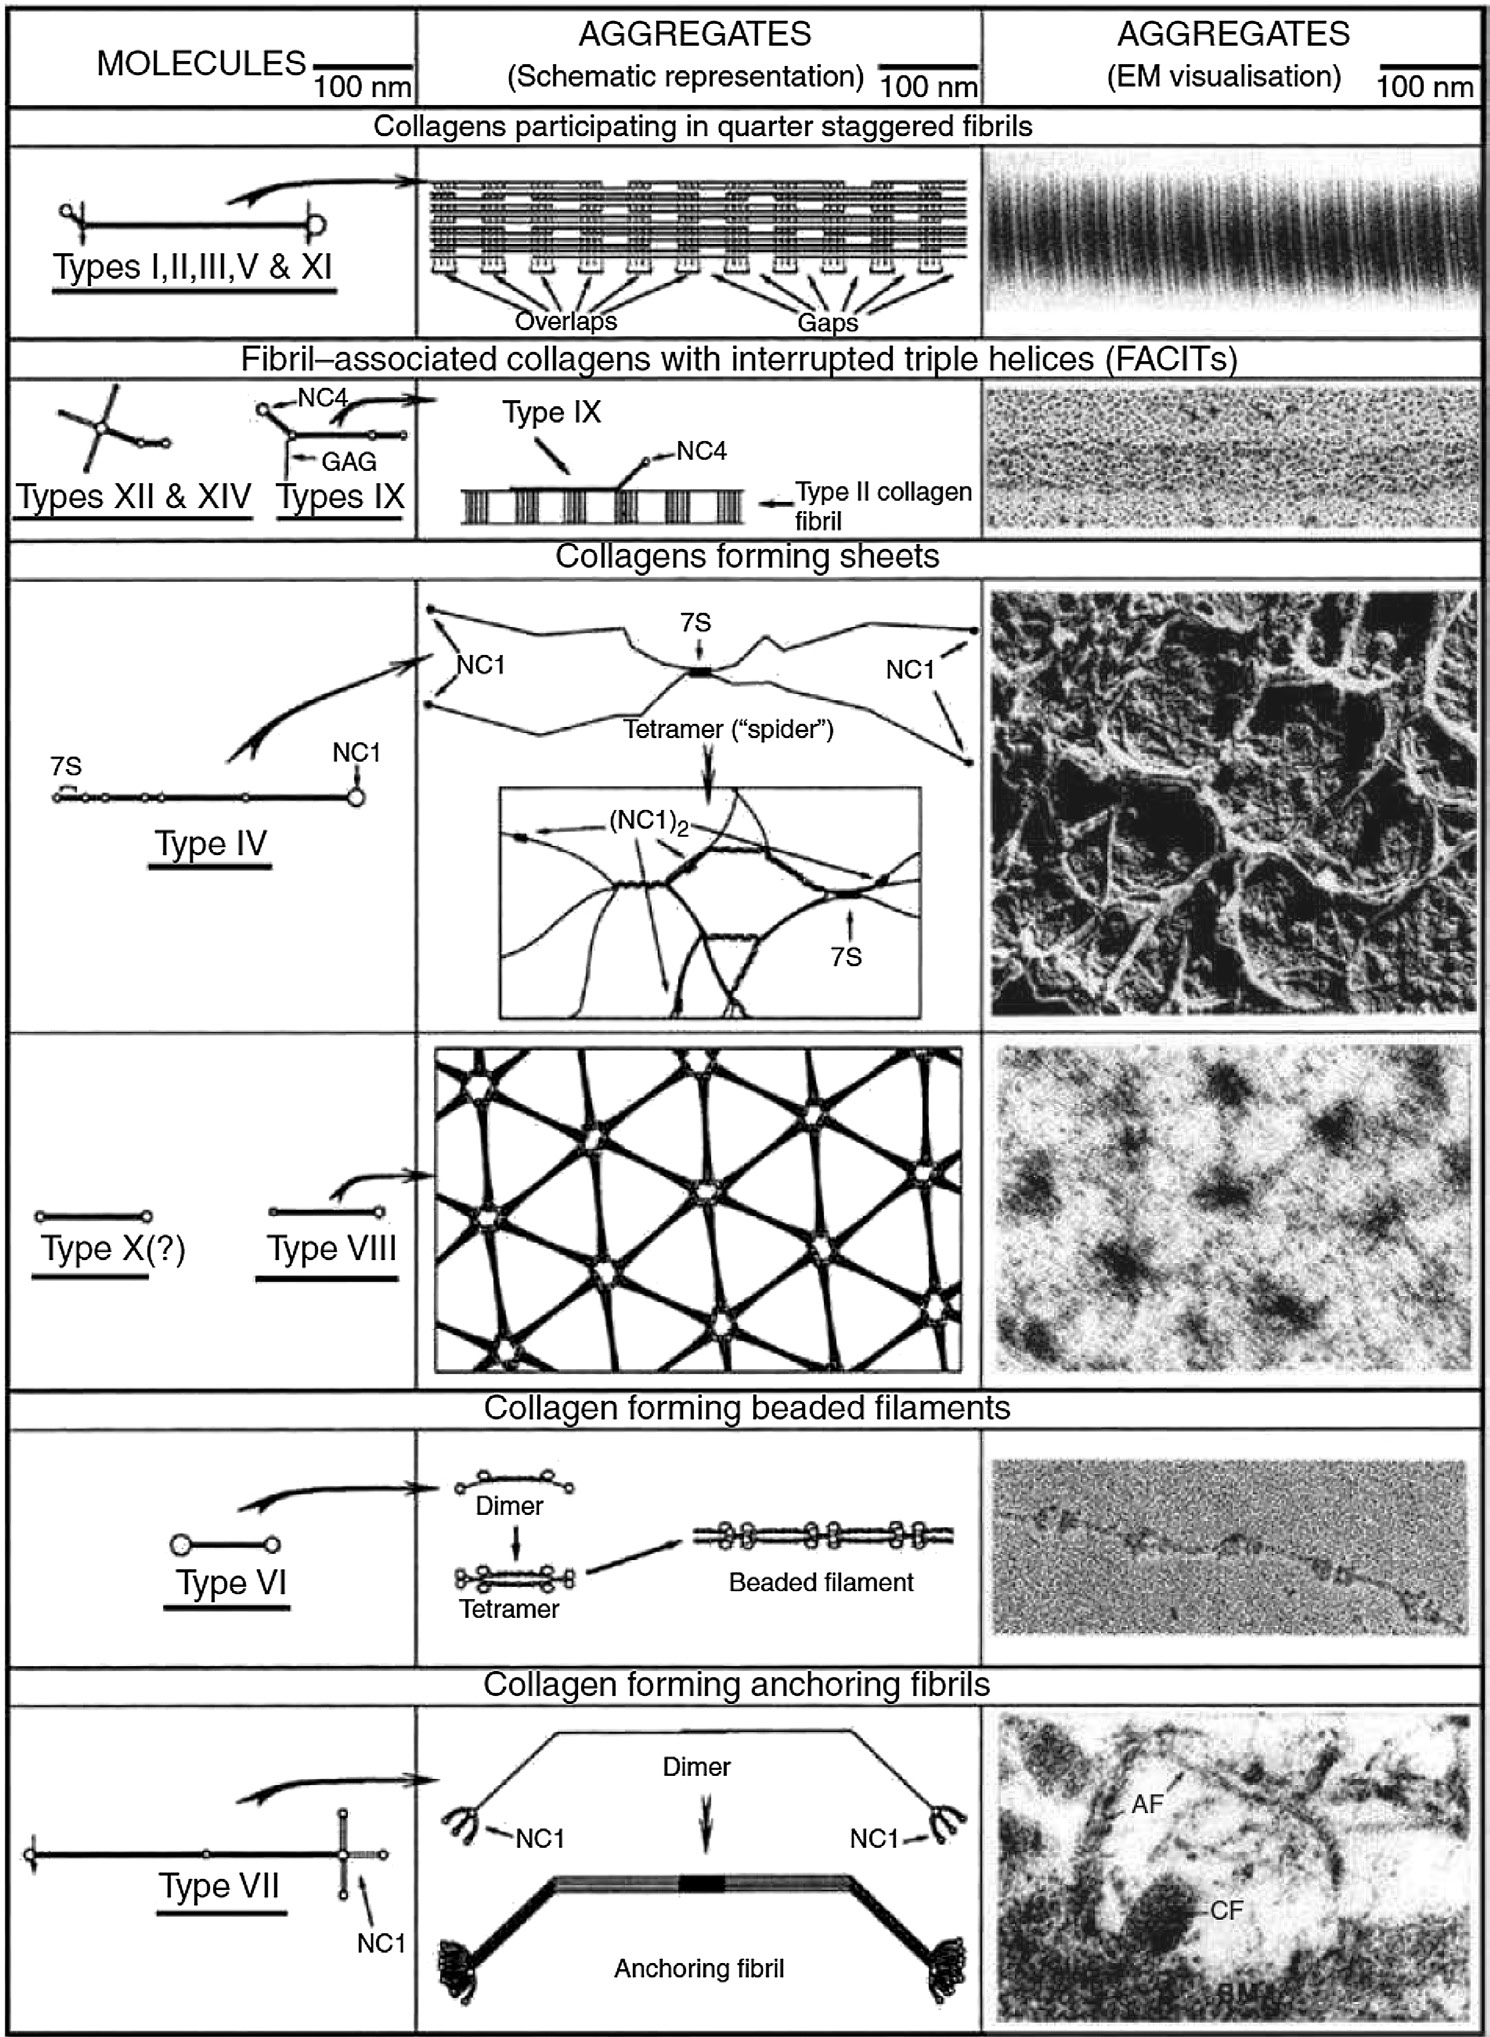 MOLECULES 100 nm
AGGREGATES
(Schematic representation) 100 nm
AGGREGATES
(EM visualisation) 100 nm
Collagens participating in quarter staggered fibrils
Types I,II,III,V & XI
Overlaps Gaps
Fibril–associated collagens with interrupted triple helices (FACITs)
NC4
GAG
Types XII & XIV Types IX
Type IX
NC4
Type II collagen
fibril
Collagens forming sheets
7S NC1
Type IV
7S
NC1 NC1
Tetramer (“spider”)
(NC1)2
7S
Type X(?) Type VIII
Collagen forming beaded filaments
Type VI
Dimer
Tetramer
Beaded filament
Collagen forming anchoring fibrils
Type VII
NC1
Dimer
NC1 NC1
Anchoring fibril
AF
CF
BM